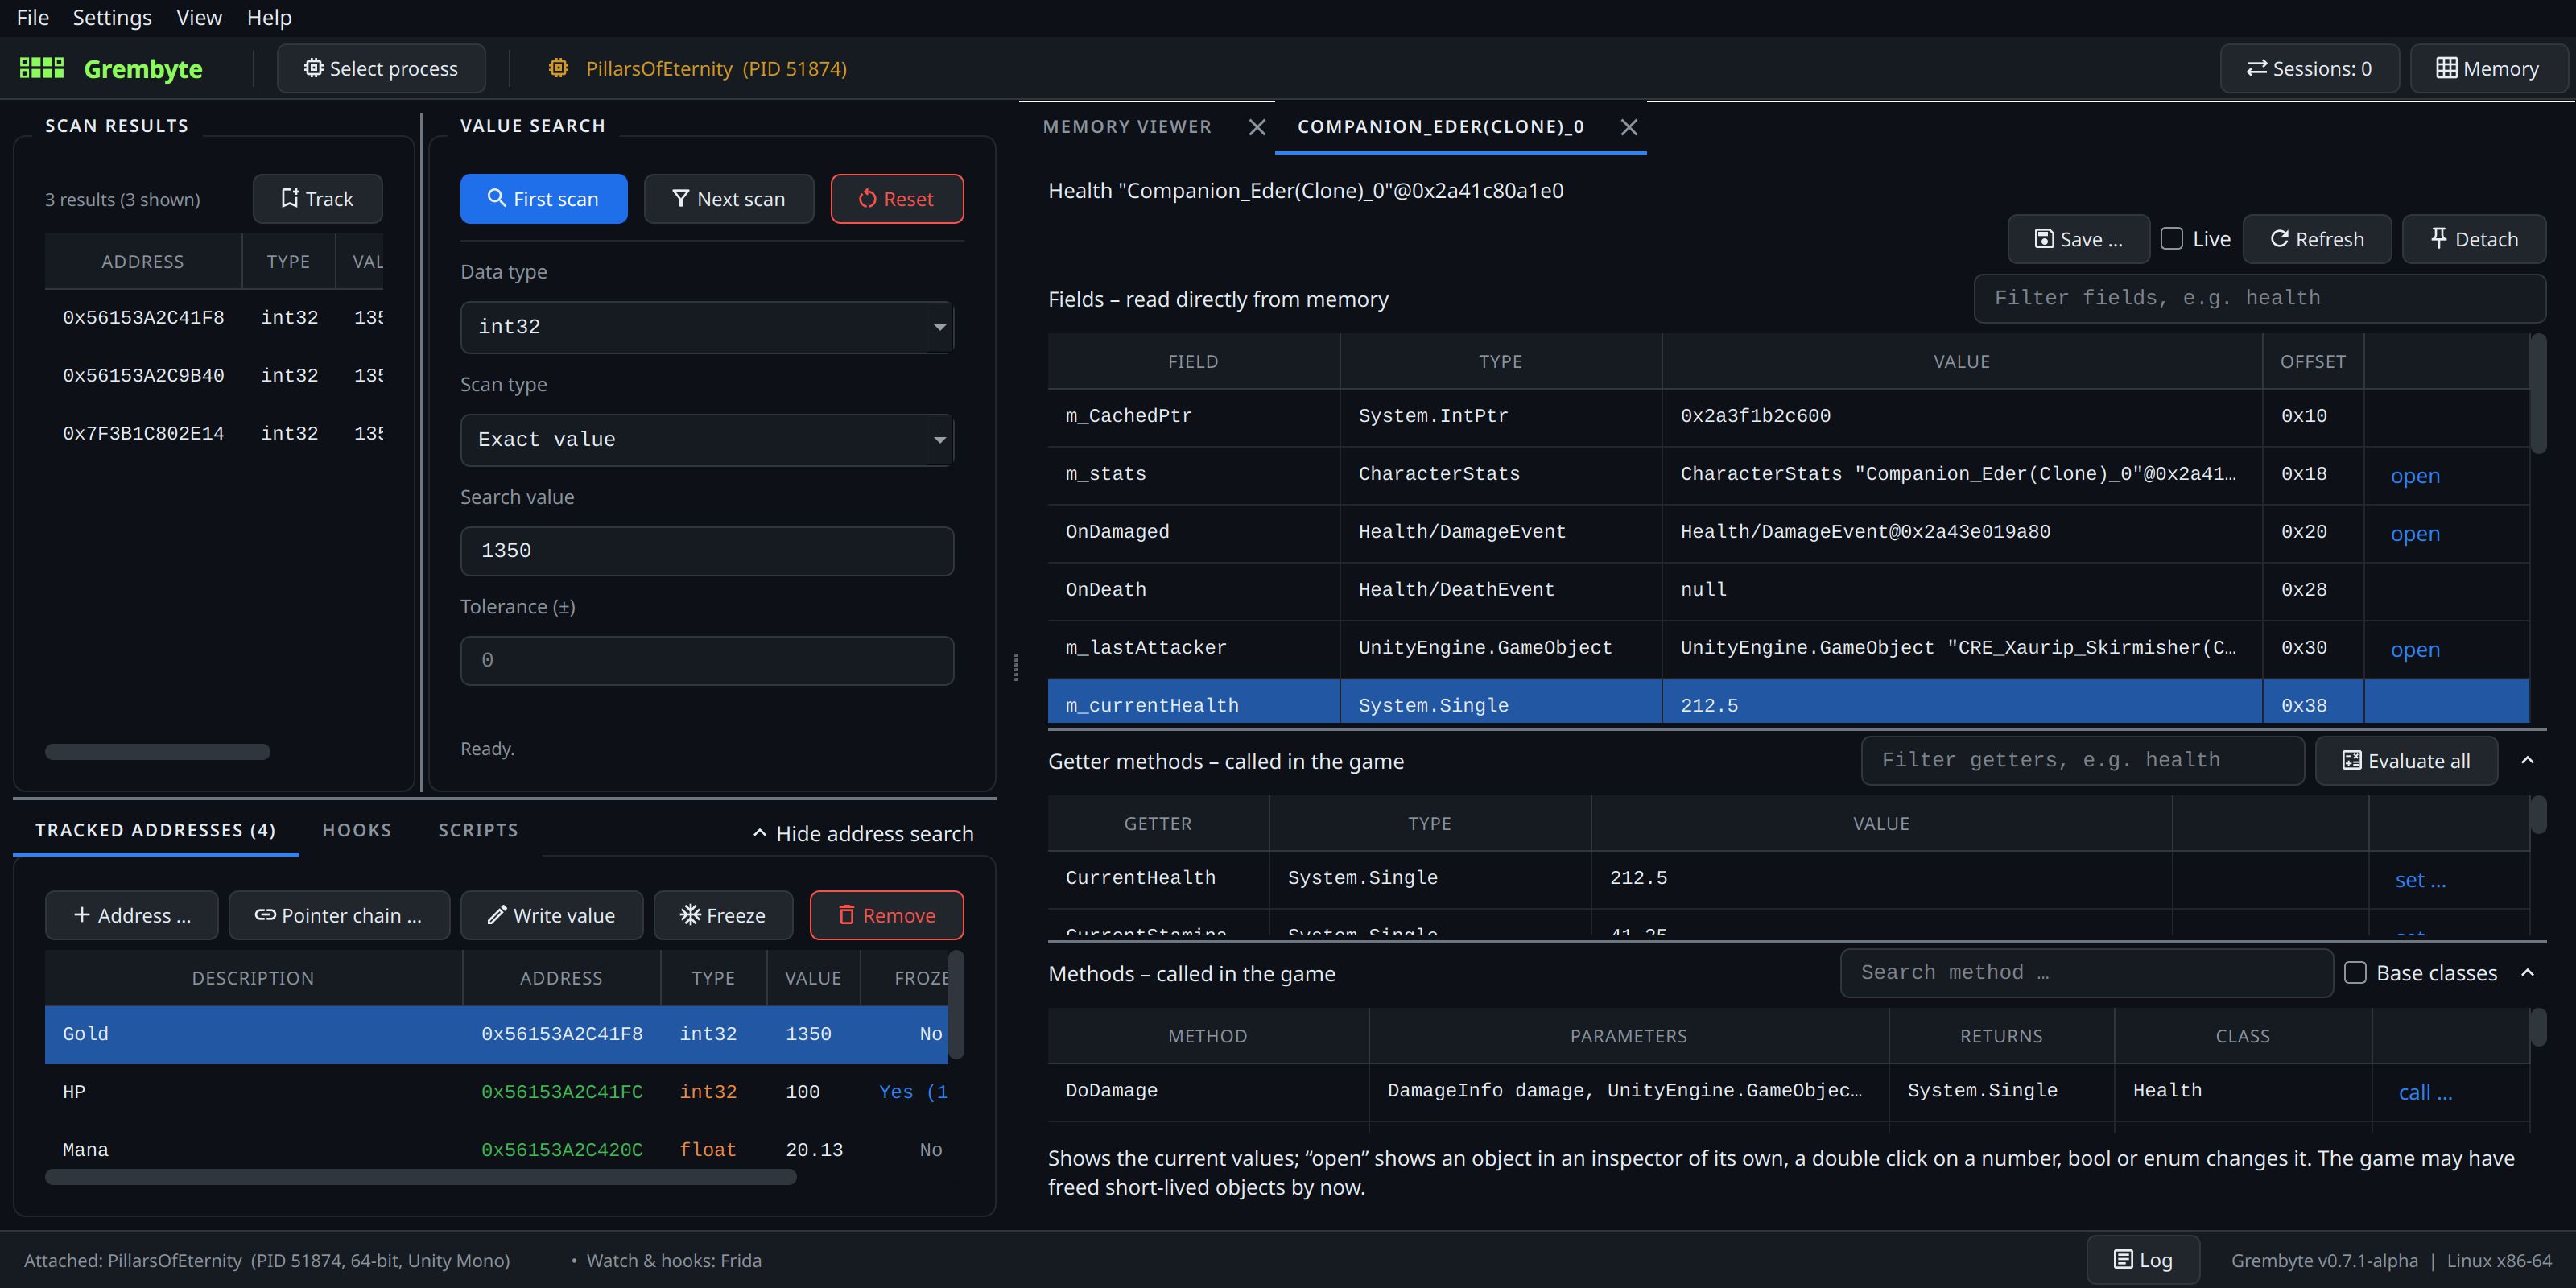 File Settings View Help
Grembyte
Select process
PillarsOfEternity (PID 51874)
Sessions: 0
Memory
SCAN RESULTS
3 results (3 shown)
Track
ADDRESS TYPE
0x56153A2C41F8 int32
0x56153A2C9B40 int32
0x7F3B1C802E14 int32
VALUE SEARCH
First scan
Next scan
Reset
Data type
int32
Scan type
Exact value
Search value
1350
Tolerance (±)
0
Ready.
TRACKED ADDRESSES (4) HOOKS SCRIPTS
Hide address search
+ Address ...
Pointer chain ...
Write value
Freeze
Remove
DESCRIPTION ADDRESS TYPE VALUE
Gold 0x56153A2C41F8 int32 1350 No
HP 0x56153A2C41FC int32 100 Yes (1
Mana 0x56153A2C420C float 20.13 No
MEMORY VIEWER
COMPANION_EDER(CLONE)_0
Health "Companion_Eder(Clone)_0"@0x2a41c80a1e0
Save ...
Live
Refresh
Detach
Fields – read directly from memory
Filter fields, e.g. health
FIELD TYPE VALUE OFFSET
m_CachedPtr System.IntPtr 0x2a3f1b2c600 0x10
m_stats CharacterStats CharacterStats "Companion_Eder(Clone)_0"@0x2a41… 0x18 open
OnDamaged Health/DamageEvent Health/DamageEvent@0x2a43e019a80 0x20 open
OnDeath Health/DeathEvent null 0x28
m_lastAttacker UnityEngine.GameObject UnityEngine.GameObject "CRE_Xaurip_Skirmisher(C… 0x30 open
m_currentHealth System.Single 212.5 0x38
Getter methods – called in the game
Filter getters, e.g. health
Evaluate all
GETTER TYPE VALUE
CurrentHealth System.Single 212.5 set ...
CurrentStamina System.Single 41.25
Methods – called in the game
Search method …
Base classes
METHOD PARAMETERS RETURNS CLASS
DoDamage DamageInfo damage, UnityEngine.GameObjec… System.Single Health call ...
Shows the current values; “open” shows an object in an inspector of its own, a double click on a number, bool or enum changes it. The game may have
freed short-lived objects by now.
Attached: PillarsOfEternity (PID 51874, 64-bit, Unity Mono)
• Watch & hooks: Frida
Log
Grembyte v0.7.1-alpha | Linux x86-64